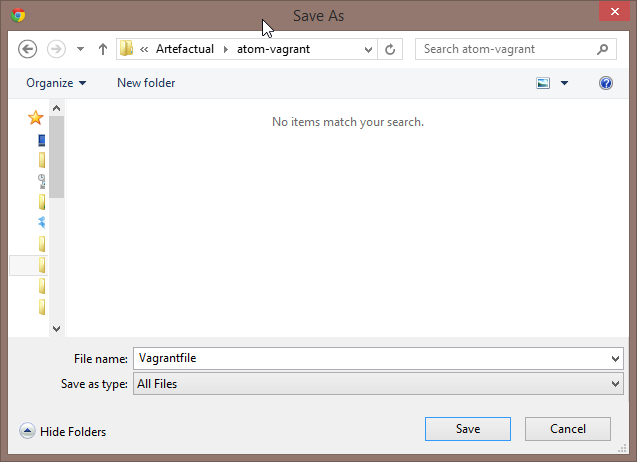 Save As
« Artefactual atom-vagrant Search atom-vagrant
Organize New folder
No items match your search.
File name: Vagrantfile
Save as type: All Files
Hide Folders Save Cancel